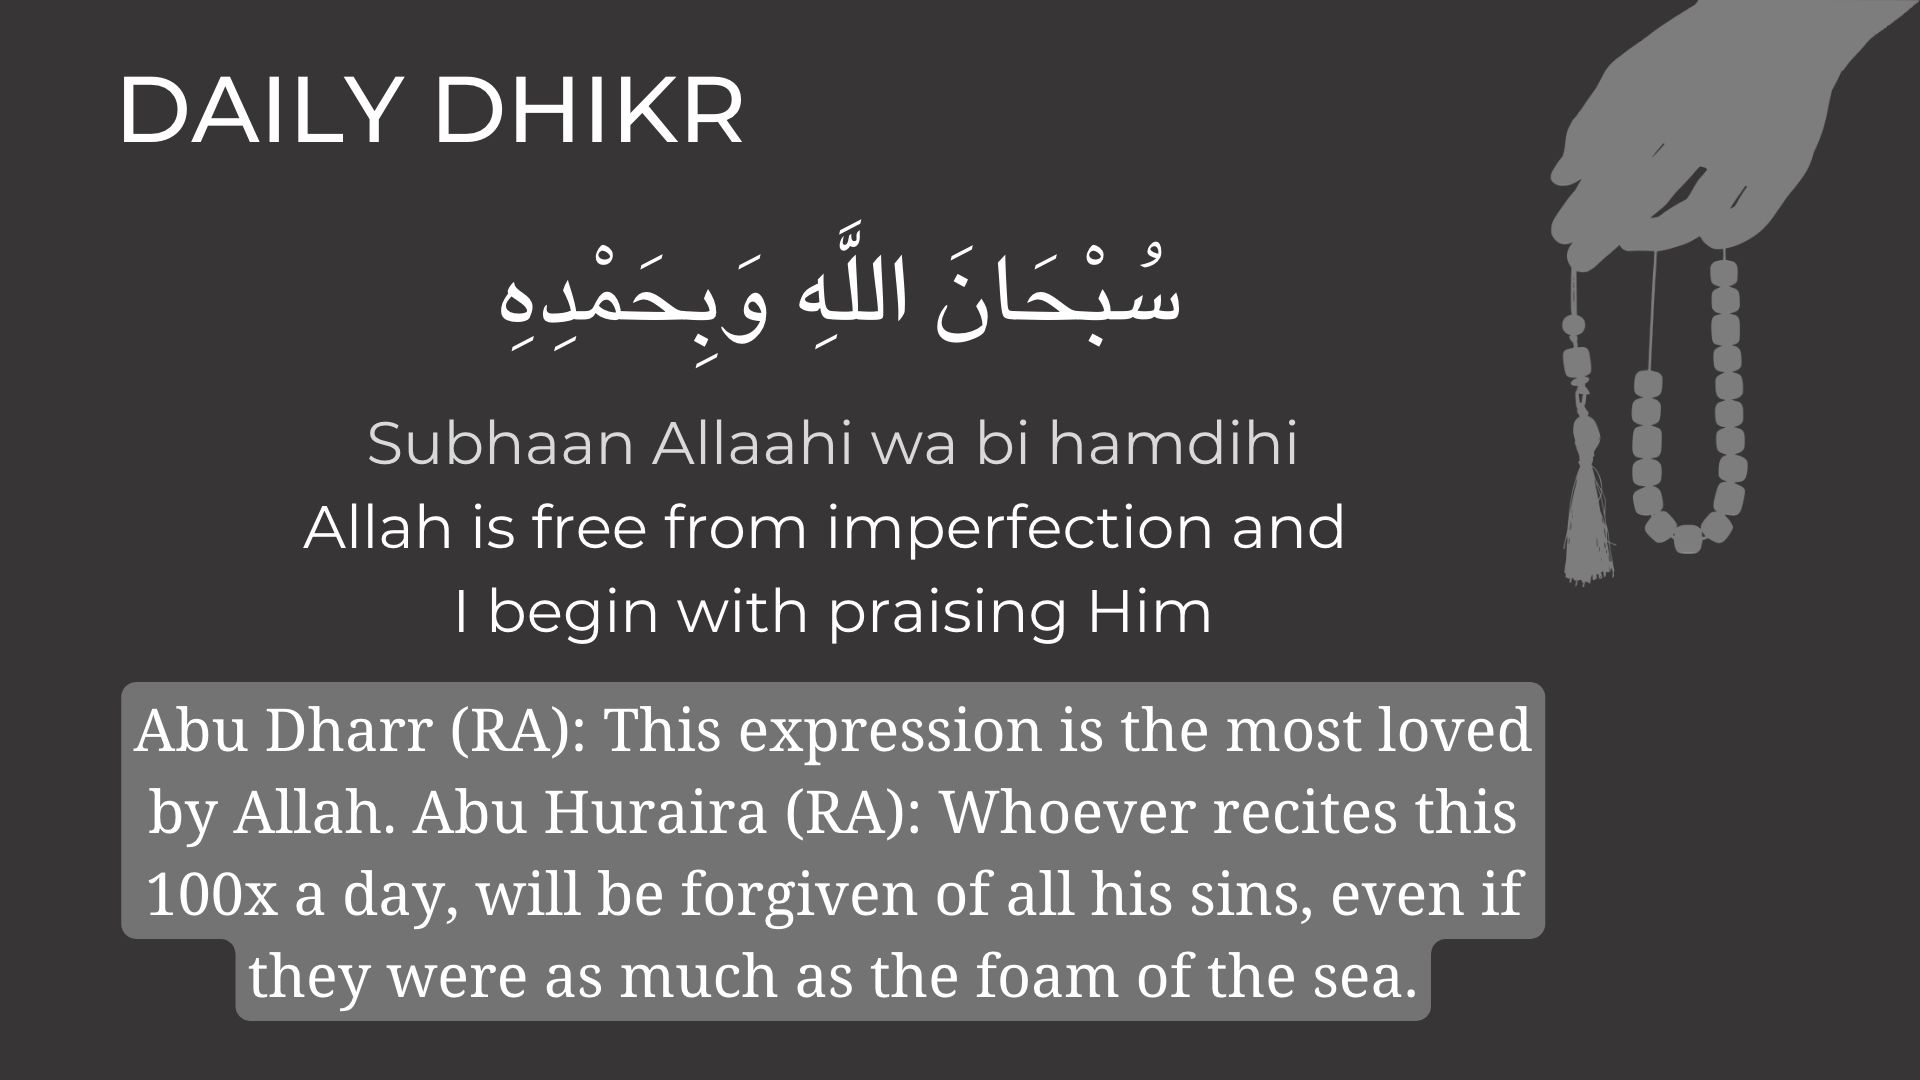 DAILY DHIKR
سُبْحَانَ اللَّهِ وَبِحَمْدِهِ
Subhaan Allaahi wa bi hamdihi
Allah is free from imperfection and
I begin with praising Him
Abu Dharr (RA): This expression is the most loved
by Allah. Abu Huraira (RA): Whoever recites this
100x a day, will be forgiven of all his sins, even if
they were as much as the foam of the sea.